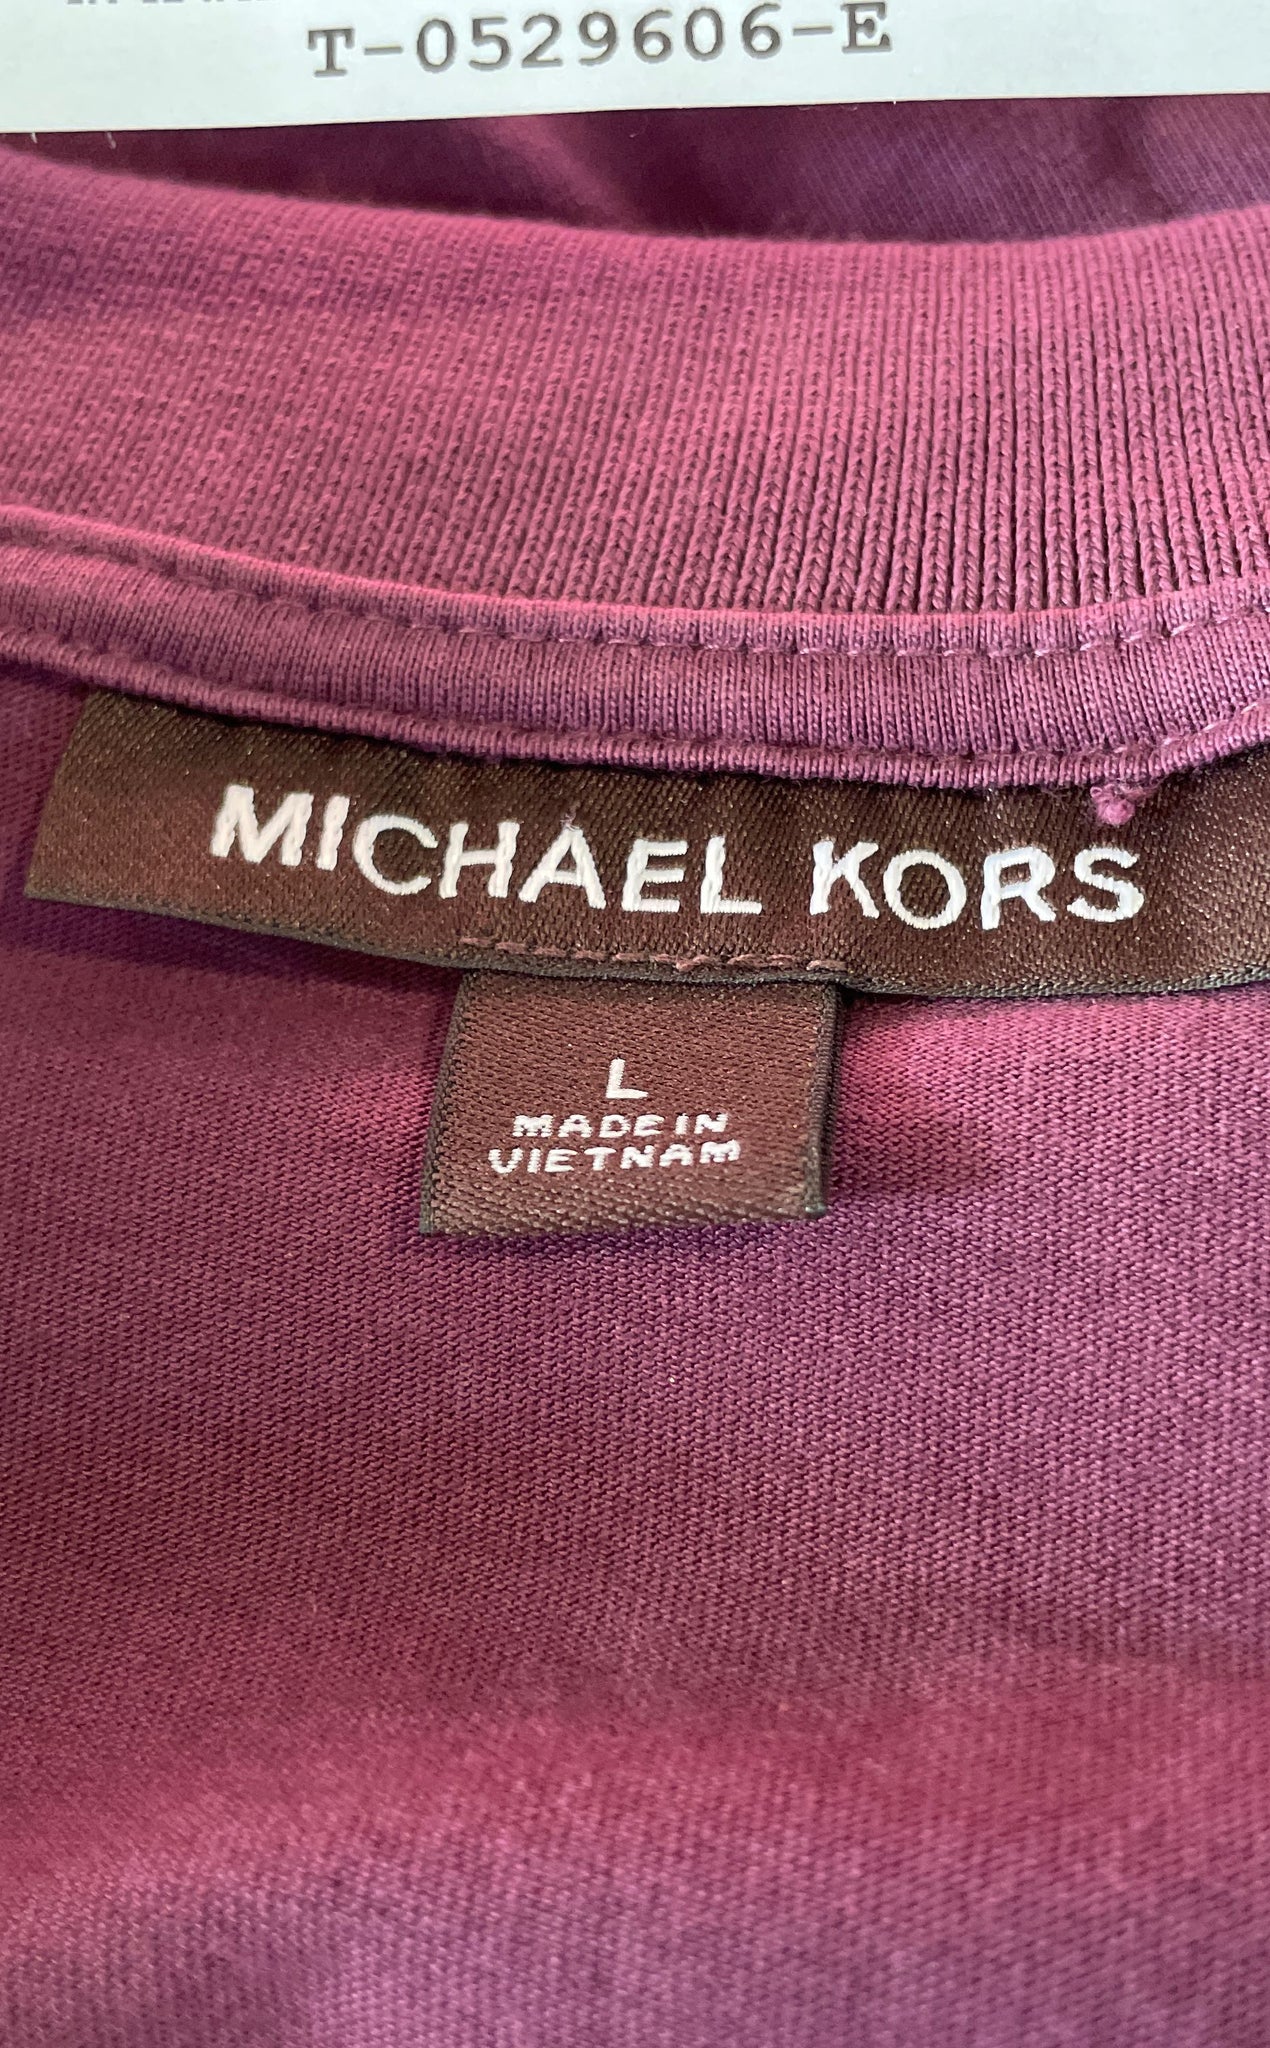 T-0529606-E
MICHAEL KORS
L
MADE IN
VIETNAM